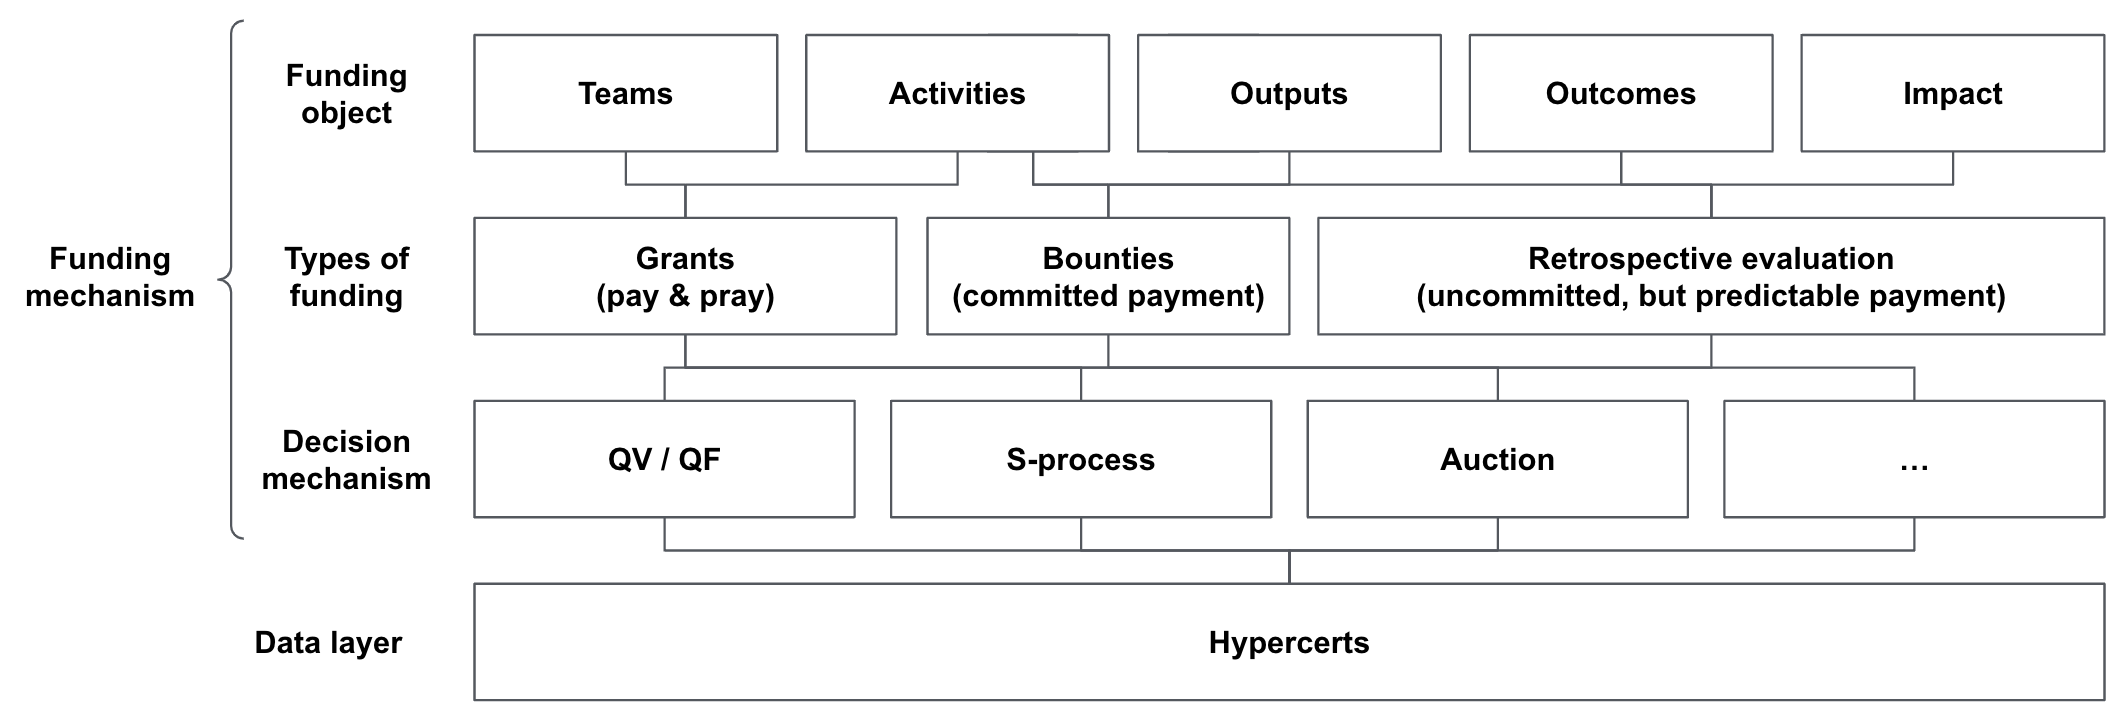 Funding
object
Teams
Activities
Outputs
Outcomes
Impact
Funding
mechanism
Types of
funding
Grants
(pay & pray)
Bounties
(committed payment)
Retrospective evaluation
(uncommitted, but predictable payment)
Decision
mechanism
QV / QF
S-process
Auction
…
Data layer
Hypercerts